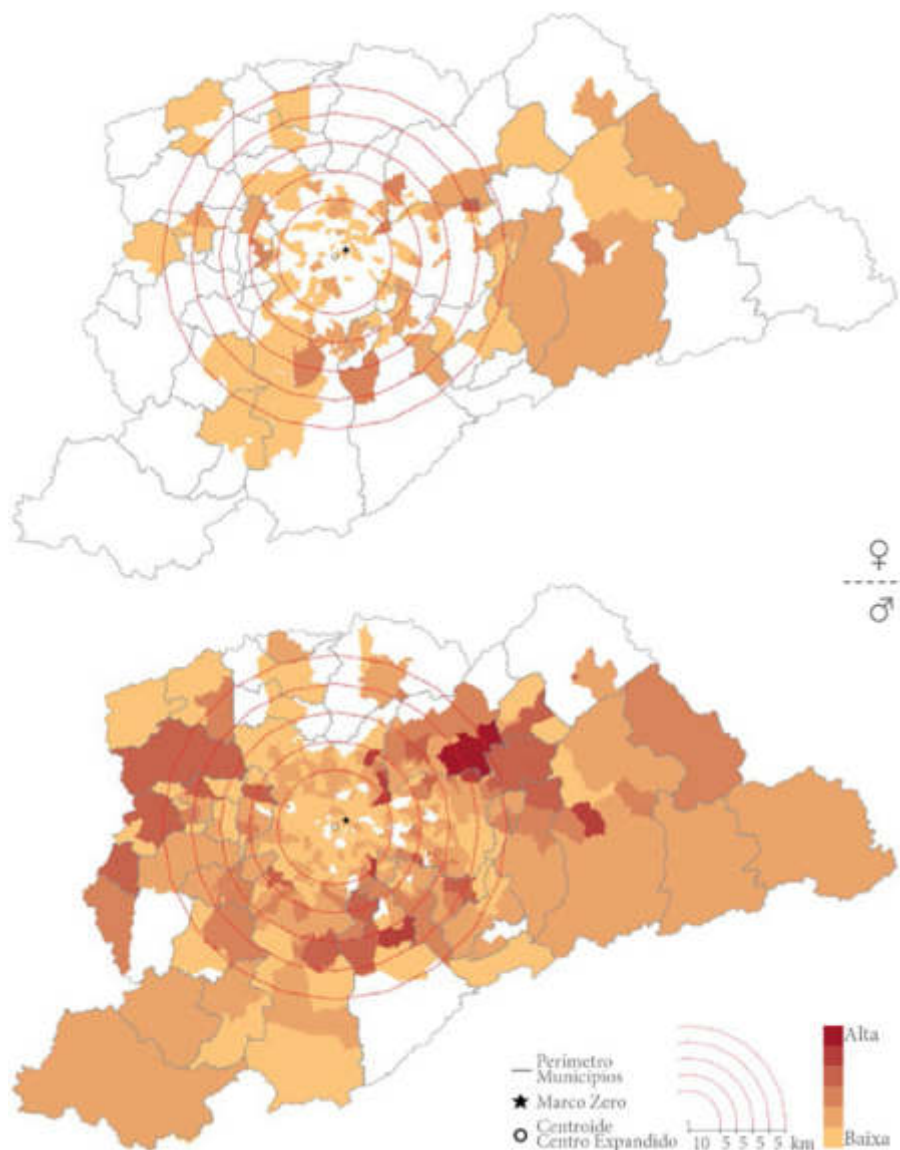 ♀
♂
Alta
Perímetro
Municípios
Marco Zero
Centroide
Centro Expandido
10 5 5 5 5 km
Baixa